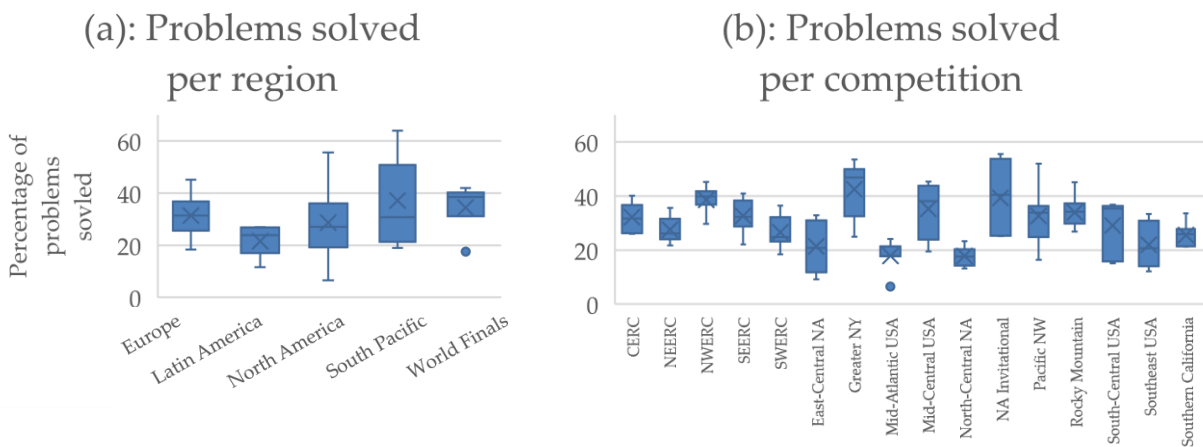 (a): Problems solved
per region
Percentage of
problems
sovled
60
40
20
0
Europe
Latin America
North America
South Pacific
World Finals
(b): Problems solved
per competition
60
40
20
0
CERC
NEERC
NWERC
SEERC
SWERC
East-Central NA
Greater NY
Mid-Atlantic USA
Mid-Central USA
North-Central NA
NA Invitational
Pacific NW
Rocky Mountain
South-Central USA
Southeast USA
Southern California